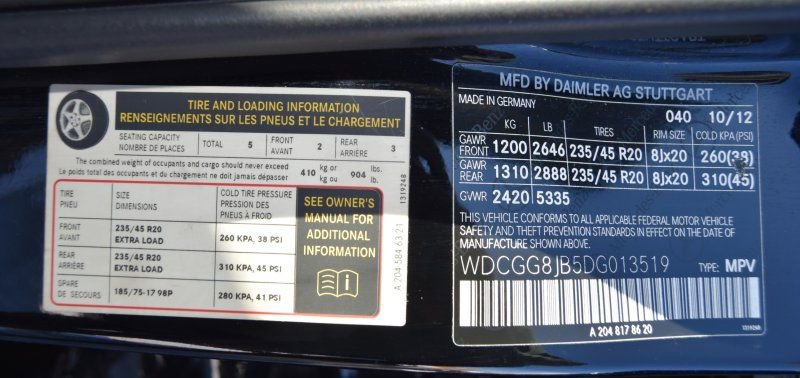 TIRE AND LOADING INFORMATION
RENSEIGNEMENTS SUR LES PNEUS ET LE CHARGEMENT
SEATING CAPACITY
NOMBRE DE PLACES
TOTAL 5
FRONT
AVANT 2
REAR
ARRIÈRE 3
The combined weight of occupants and cargo should never exceed
Le poids total des occupants et du chargement ne doit jamais dépasser
410 kg or kg ou 904 lbs. lb.
TIRE
PNEU
SIZE
DIMENSIONS
COLD TIRE PRESSURE
PRESSION DES
PNEUS À FROID
FRONT
AVANT
235/45 R20
EXTRA LOAD
260 KPA, 38 PSI
REAR
ARRIÈRE
235/45 R20
EXTRA LOAD
310 KPA, 45 PSI
SPARE
DE SECOURS
185/75-17 98P
280 KPA, 41 PSI
SEE OWNER'S
MANUAL FOR
ADDITIONAL
INFORMATION
1319248
A 204 584 63 21
MFD BY DAIMLER AG STUTTGART
MADE IN GERMANY
040 10/12
KG LB TIRES RIM SIZE COLD KPA (PSI)
GAWR
FRONT 1200 2646 235/45 R20 8Jx20 260(38)
GAWR
REAR 1310 2888 235/45 R20 8Jx20 310(45)
GVWR 2420 5335
THIS VEHICLE CONFORMS TO ALL APPLICABLE FEDERAL MOTOR VEHICLE
SAFETY AND THEFT PREVENTION STANDARDS IN EFFECT ON THE DATE OF
MANUFACTURE SHOWN ABOVE.
WDCGG8JB5DG013519 TYPE: MPV
A 204 817 86 20
1319248